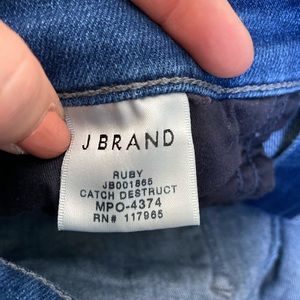 J BRAND
RUBY
JB001865
CATCH DESTRUCT
MPO-4374
RN# 117965